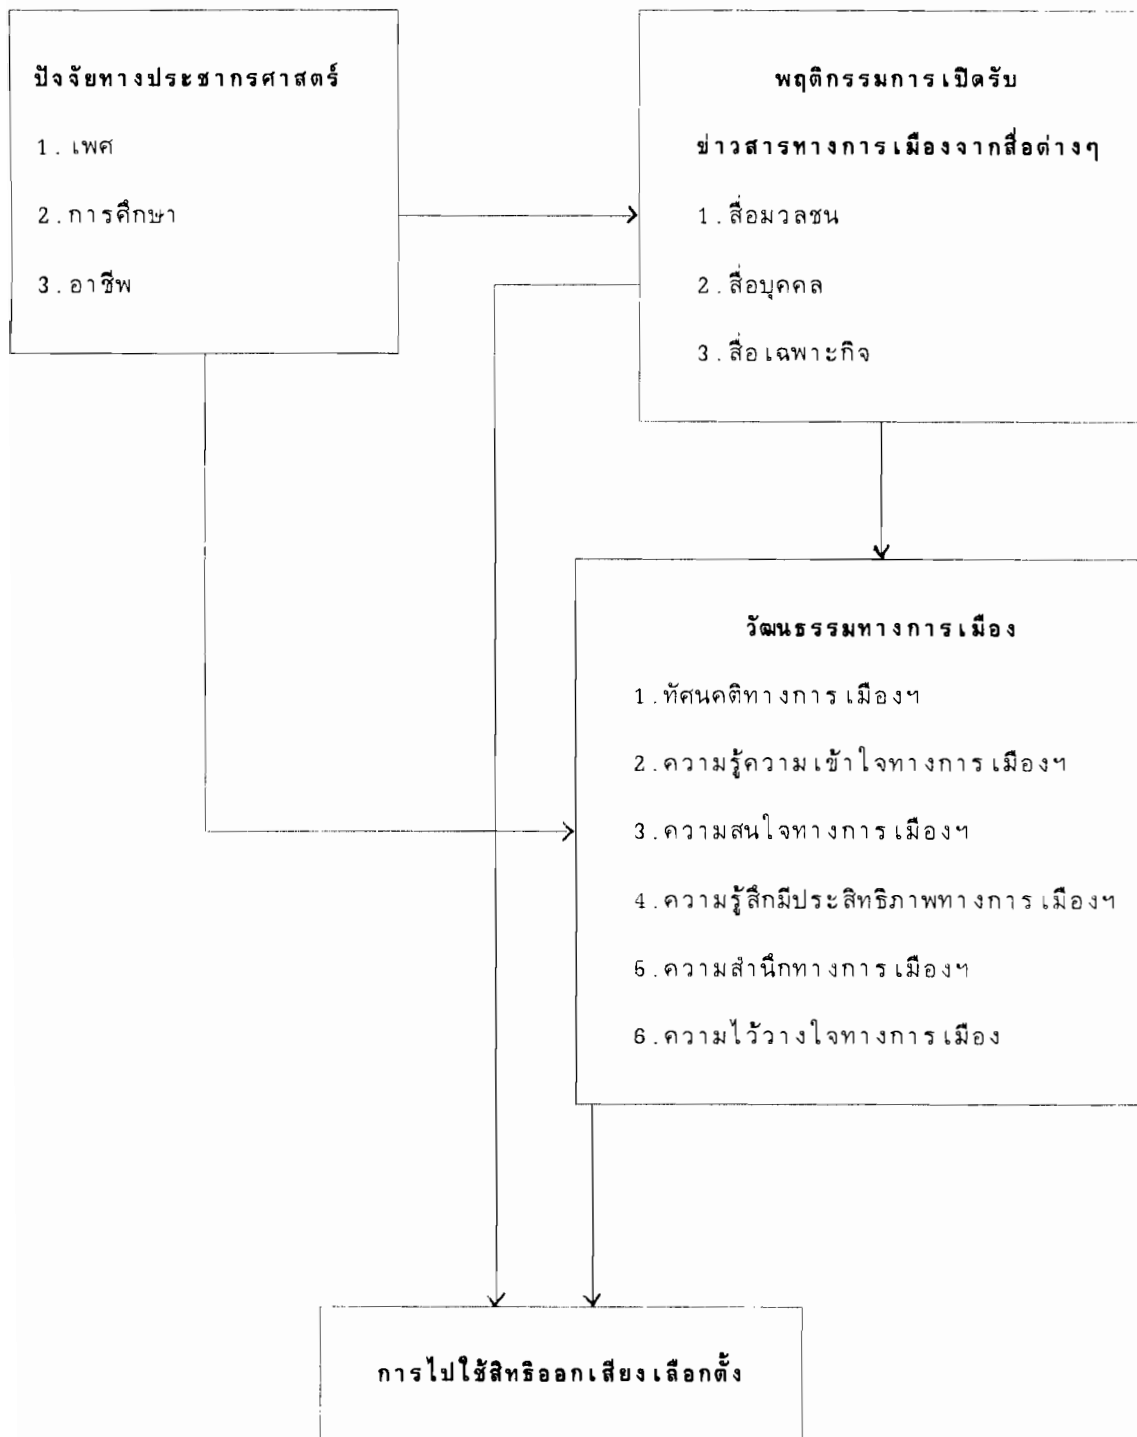 ปัจจัยทางประชากรศาสตร์
1. เพศ
2. การศึกษา
3. อาชีพ
พฤติกรรมการเปิดรับ
ข่าวสารทางการเมืองจากสื่อต่างๆ
1. สื่อมวลชน
2. สื่อบุคคล
3. สื่อเฉพาะกิจ
วัฒนธรรมทางการเมือง
1. ทัศนคติทางการเมืองฯ
2. ความรู้ความเข้าใจทางการเมืองฯ
3. ความสนใจทางการเมืองฯ
4. ความรู้สึกมีประสิทธิภาพทางการเมืองฯ
5. ความสำนึกทางการเมืองฯ
6. ความไว้วางใจทางการเมือง
การไปใช้สิทธิออกเสียงเลือกตั้ง